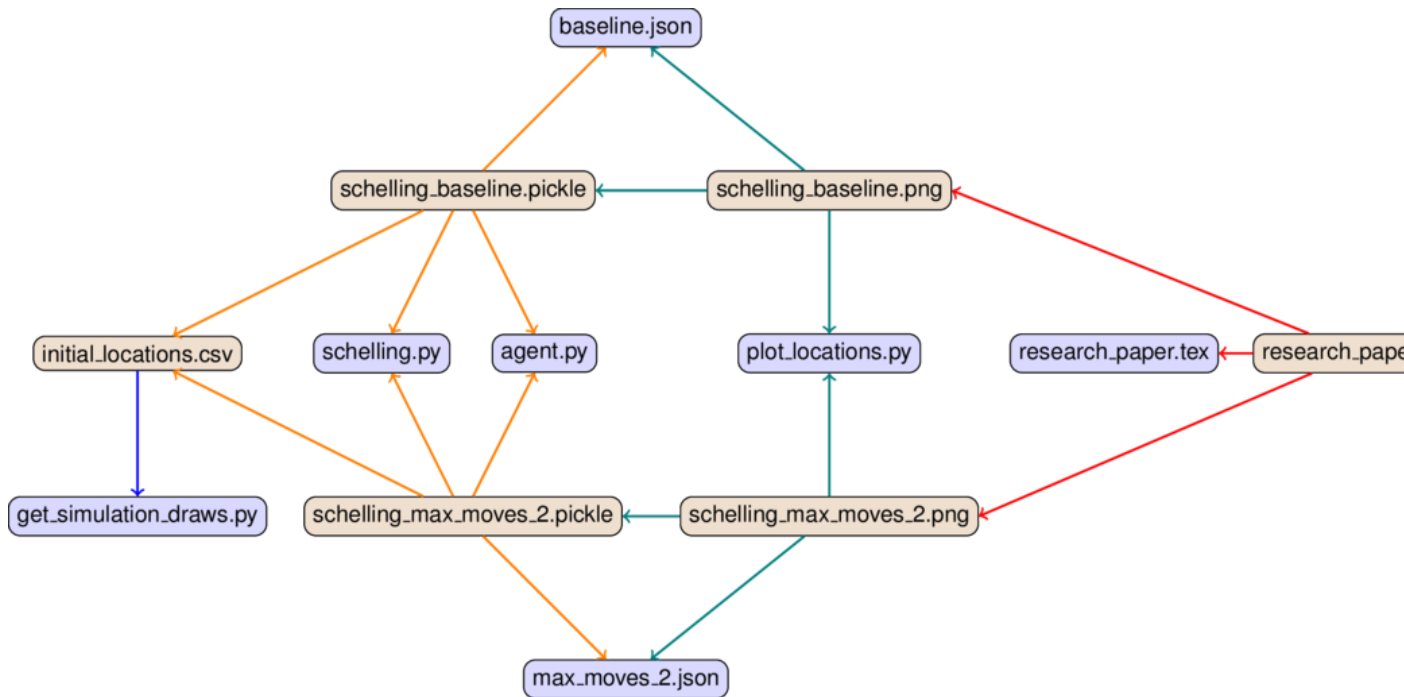 baseline.json
schelling_baseline.pickle
schelling_baseline.png
initial_locations.csv
schelling.py
agent.py
plot_locations.py
research_paper.tex
research_pape
get_simulation_draws.py
schelling_max_moves_2.pickle
schelling_max_moves_2.png
max_moves_2.json